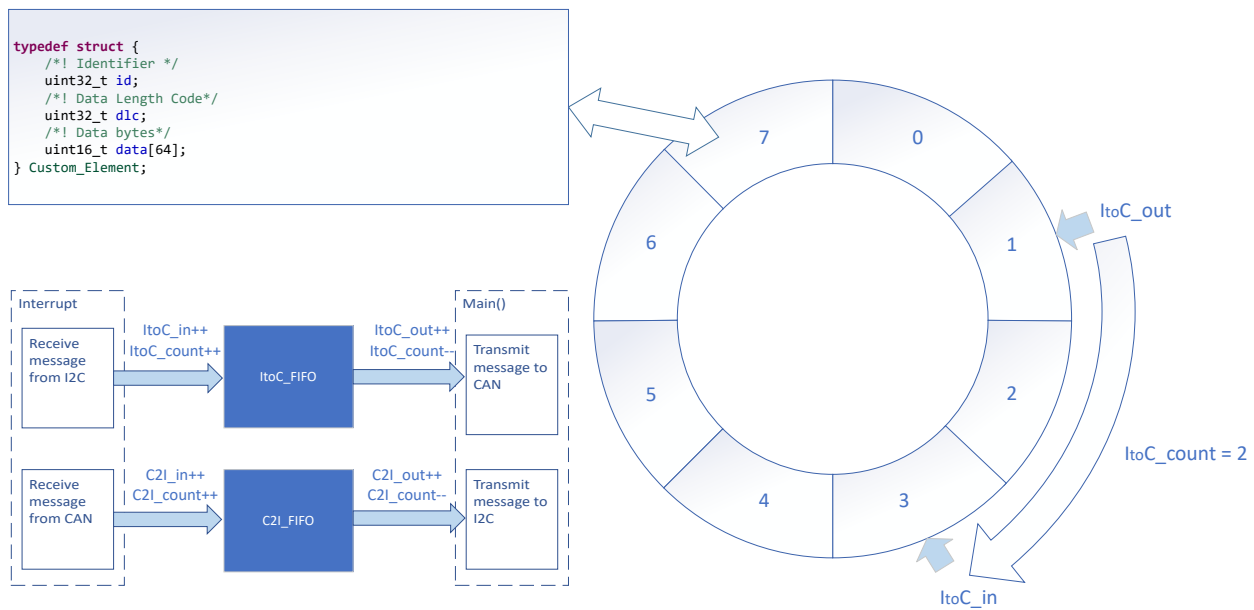 typedef struct {
/*! Identifier */
uint32_t id;
/*! Data Length Code*/
uint32_t dlc;
/*! Data bytes*/
uint16_t data[64];
} Custom_Element;
7
0
6
1
5
2
4
3
ItoC_out
ItoC_count = 2
ItoC_in
Interrupt
Receive
message
from I2C
ItoC_in++
ItoC_count++
ItoC_FIFO
ItoC_out++
ItoC_count--
Main()
Transmit
message to
CAN
Receive
message
from CAN
C2I_in++
C2I_count++
C2I_FIFO
C2I_out++
C2I_count--
Transmit
message to
I2C